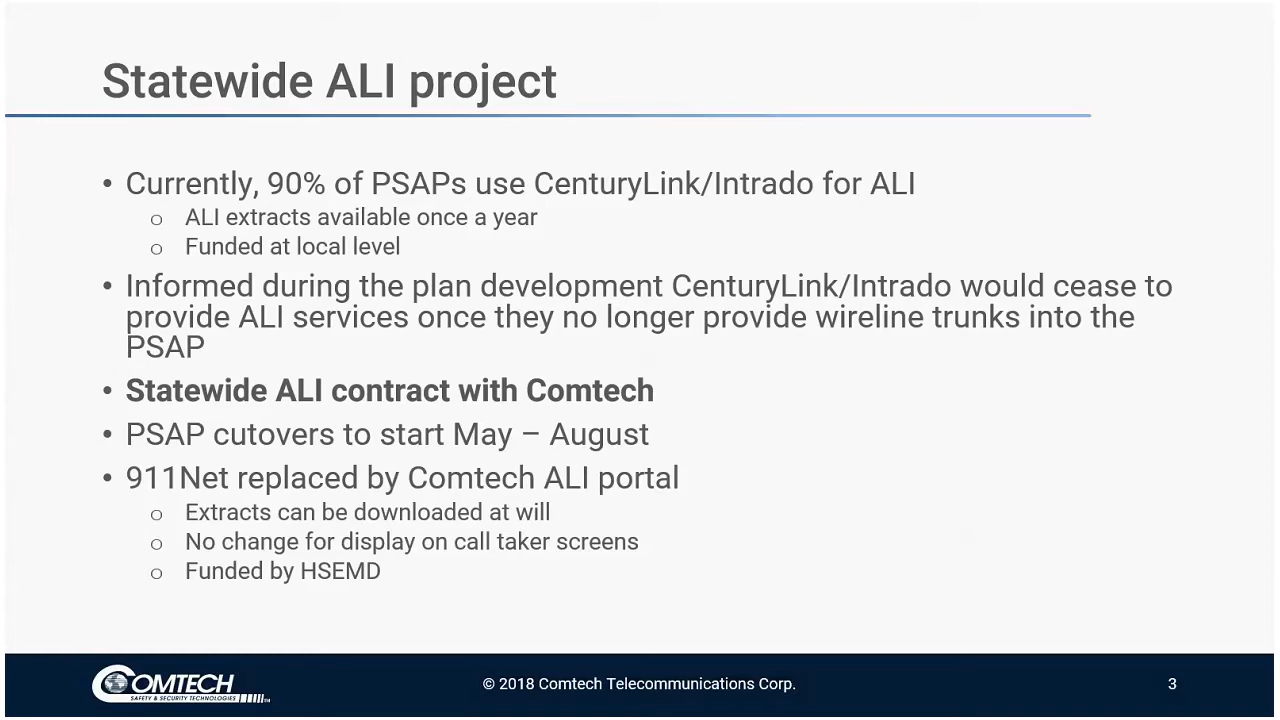 Statewide ALI project
• Currently, 90% of PSAPs use CenturyLink/Intrado for ALI
o ALI extracts available once a year
o Funded at local level
• Informed during the plan development CenturyLink/Intrado would cease to
provide ALI services once they no longer provide wireline trunks into the
PSAP
• Statewide ALI contract with Comtech
• PSAP cutovers to start May – August
• 911Net replaced by Comtech ALI portal
o Extracts can be downloaded at will
o No change for display on call taker screens
o Funded by HSEMD
COMTECH
SAFETY & SECURITY TECHNOLOGIES
TM
© 2018 Comtech Telecommunications Corp.
3